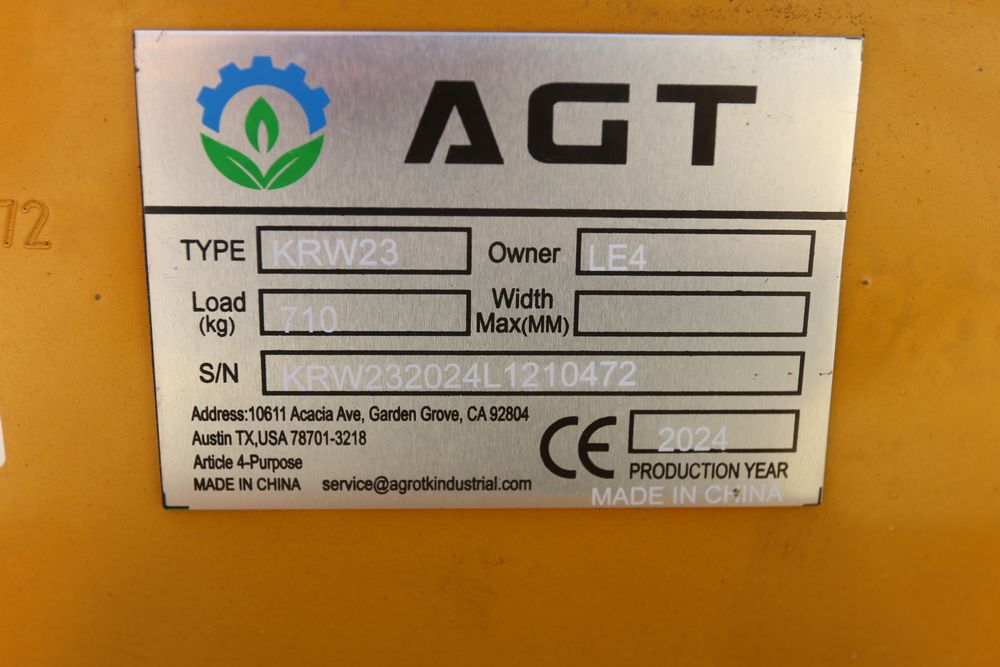 AGT
TYPE KRW23 Owner LE4
Load (kg) 710 Width Max(MM)
S/N KRW232024L1210472
Address:10611 Acacia Ave, Garden Grove, CA 92804
Austin TX,USA 78701-3218
Article 4-Purpose
MADE IN CHINA service@agrotkindustrial.com
CE 2024
PRODUCTION YEAR
MADE IN CHINA
72